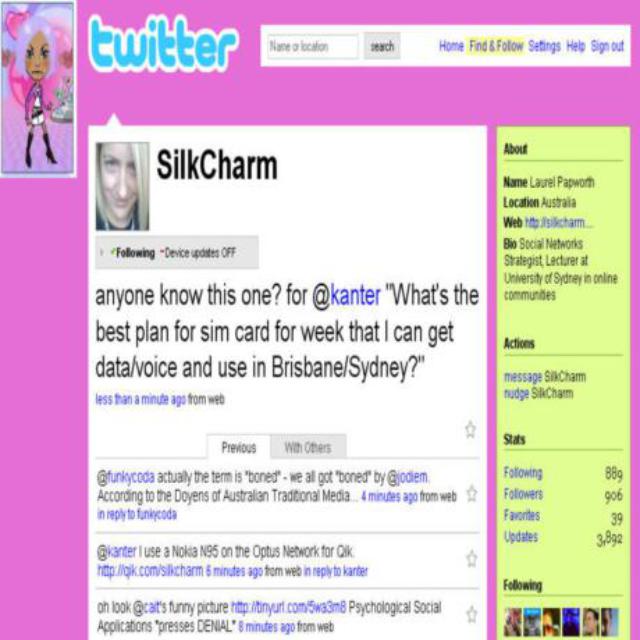 twitter
Name or location search Home Find & Follow Settings Help Sign out
SilkCharm
Following Device updates OFF
anyone know this one? for @kanter "What's the
best plan for sim card for week that I can get
data/voice and use in Brisbane/Sydney?"
less than a minute ago from web
Previous With Others
@funkycoda actually the term is "boned" - we all got "boned" by @jodiem.
According to the Doyens of Australian Traditional Media... 4 minutes ago from web
in reply to funkycoda
@kanter I use a Nokia N95 on the Optus Network for Qik.
http://qik.com/silkcharm 6 minutes ago from web in reply to kanter
oh look @cait's funny picture http://tinyurl.com/5wa3m8 Psychological Social
Applications "presses DENIAL" 8 minutes ago from web
About
Name Laurel Papworth
Location Australia
Web http://silkcharm....
Bio Social Networks
Strategist, Lecturer at
University of Sydney in online
communities
Actions
message SilkCharm
nudge SilkCharm
Stats
Following 889
Followers 906
Favorites 39
Updates 3,892
Following